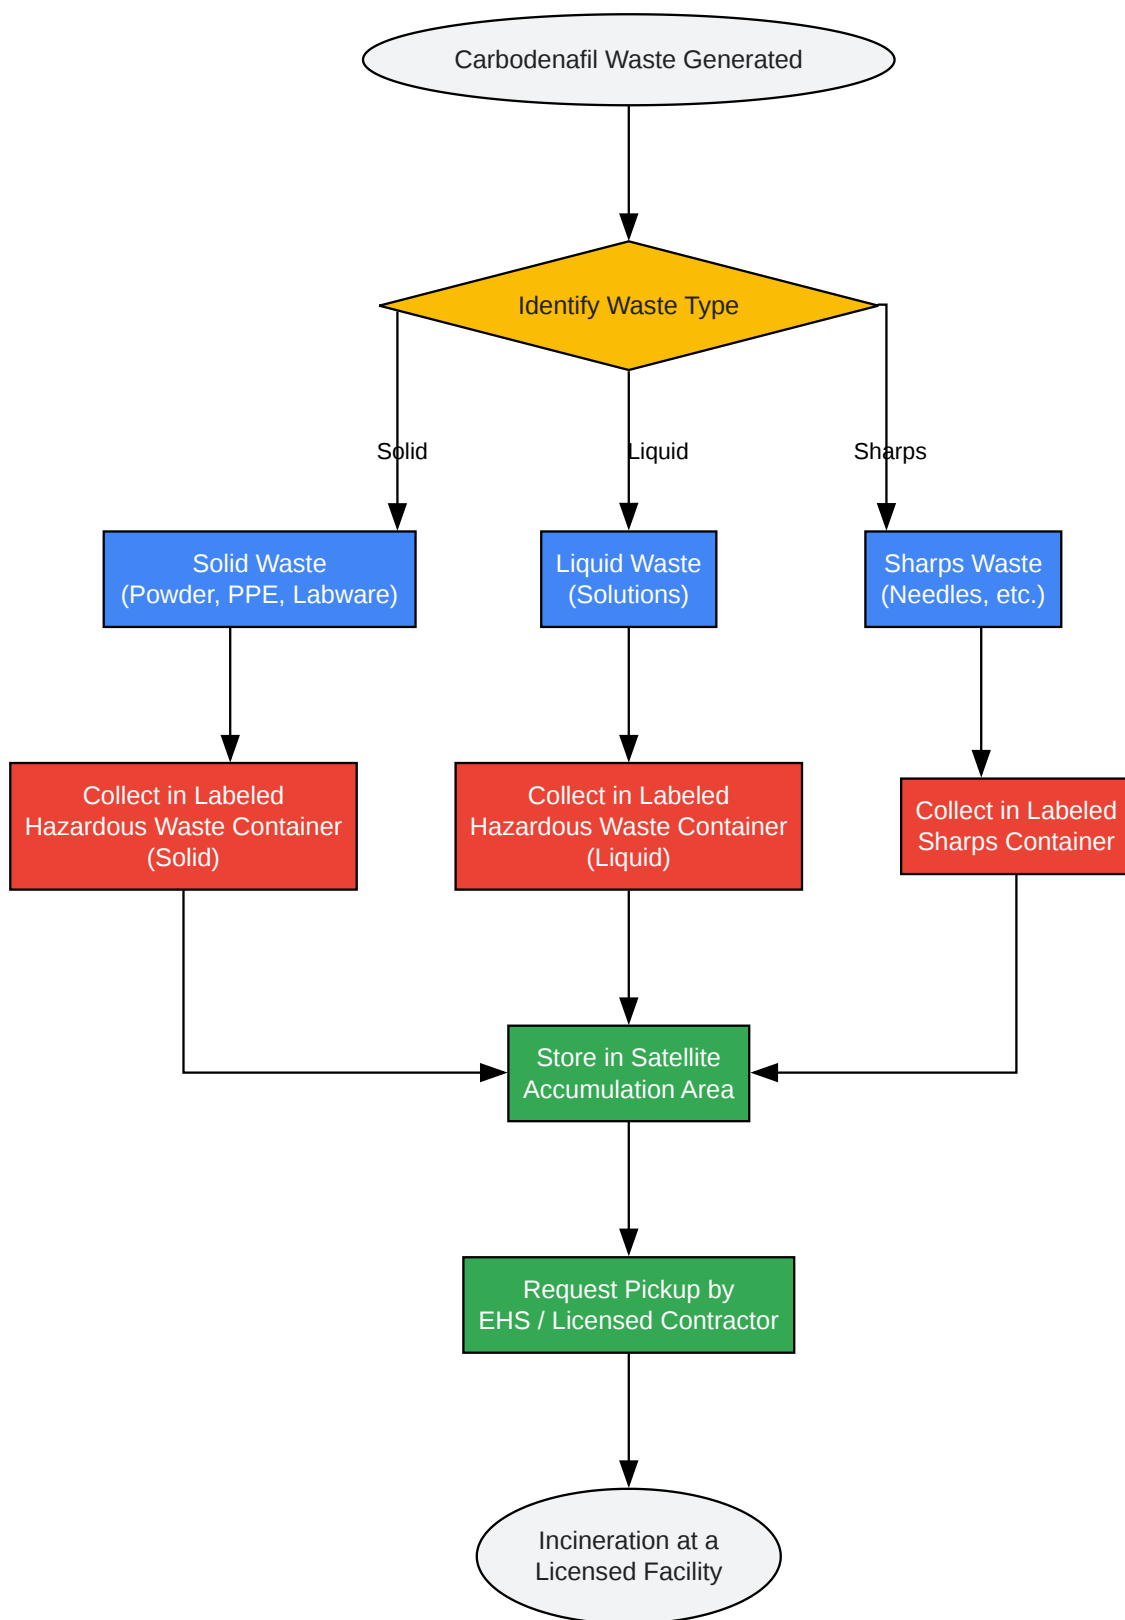 Carbodenafil Waste Generated
Identify Waste Type
Solid
Liquid
Sharps
Solid Waste
(Powder, PPE, Labware)
Liquid Waste
(Solutions)
Sharps Waste
(Needles, etc.)
Collect in Labeled
Hazardous Waste Container
(Solid)
Collect in Labeled
Hazardous Waste Container
(Liquid)
Collect in Labeled
Sharps Container
Store in Satellite
Accumulation Area
Request Pickup by
EHS / Licensed Contractor
Incineration at a
Licensed Facility